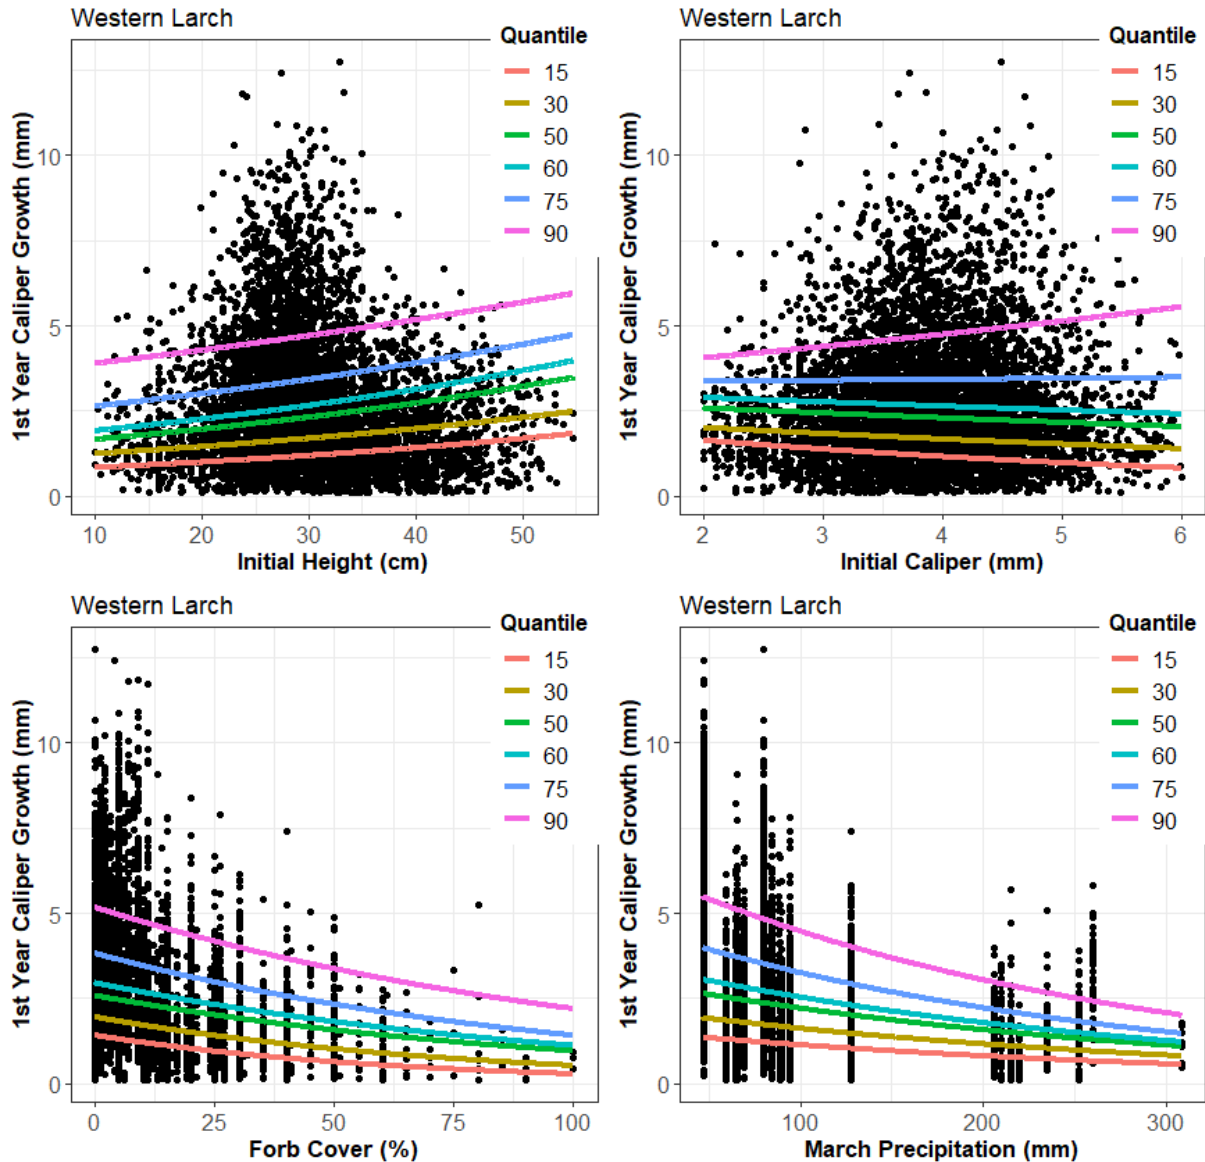 Western Larch
Quantile
15
30
50
60
75
90
1st Year Caliper Growth (mm)
10
5
0
10 20 30 40 50
Initial Height (cm)
Western Larch
Quantile
15
30
50
60
75
90
1st Year Caliper Growth (mm)
10
5
0
2 3 4 5 6
Initial Caliper (mm)
Western Larch
Quantile
15
30
50
60
75
90
1st Year Caliper Growth (mm)
10
5
0
0 25 50 75 100
Forb Cover (%)
Western Larch
Quantile
15
30
50
60
75
90
1st Year Caliper Growth (mm)
10
5
0
100 200 300
March Precipitation (mm)